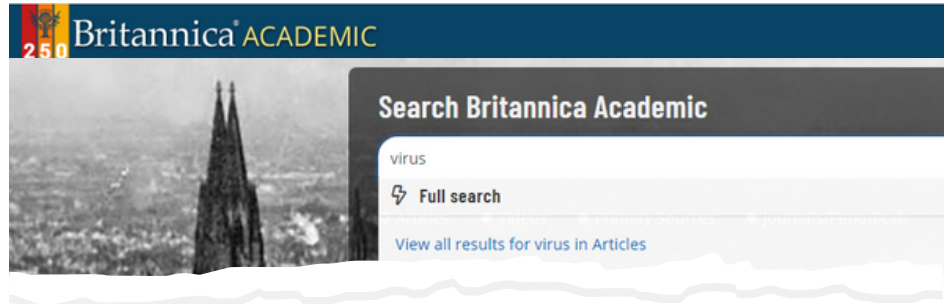 250
Britannica® ACADEMIC
Search Britannica Academic
virus
Full search
View all results for virus in Articles